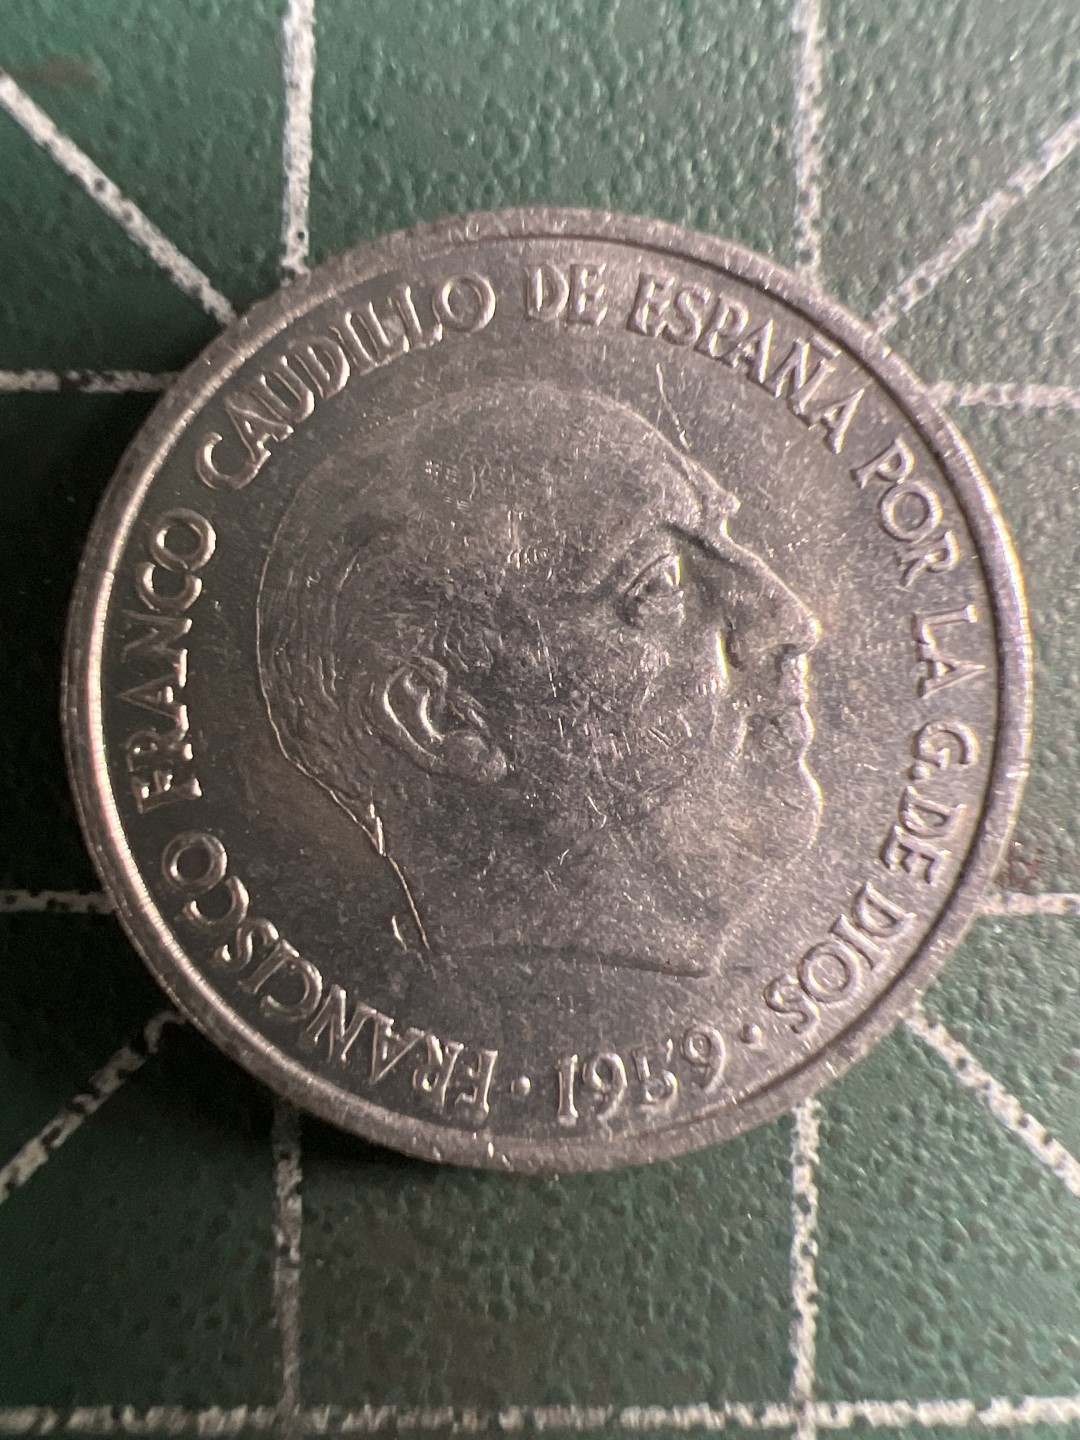 · FRANCISCO FRANCO CAUDILLO DE ESPAÑA POR LA G.DE DIOS · 1959